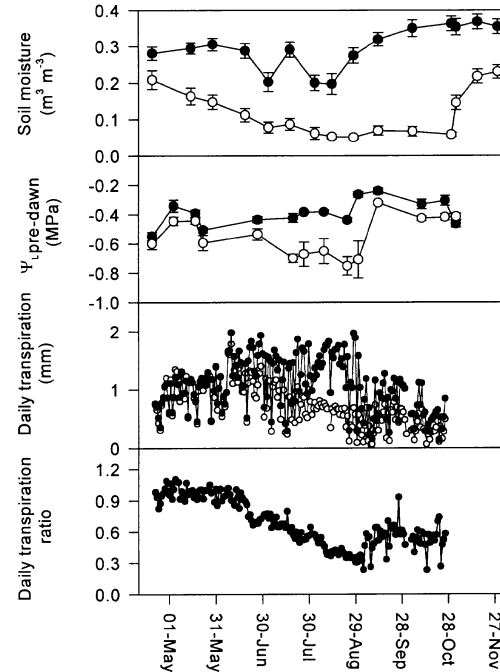 Soil moisture
(m³ m⁻³)
0.4
0.3
0.2
0.1
0.0
ΨL pre-dawn
(MPa)
-0.2
-0.4
-0.6
-0.8
-1.0
Daily transpiration
(mm)
2
1
0
Daily transpiration
ratio
1.2
0.9
0.6
0.3
0.0
01-May
31-May
30-Jun
30-Jul
29-Aug
28-Sep
28-Oct
27-Nov